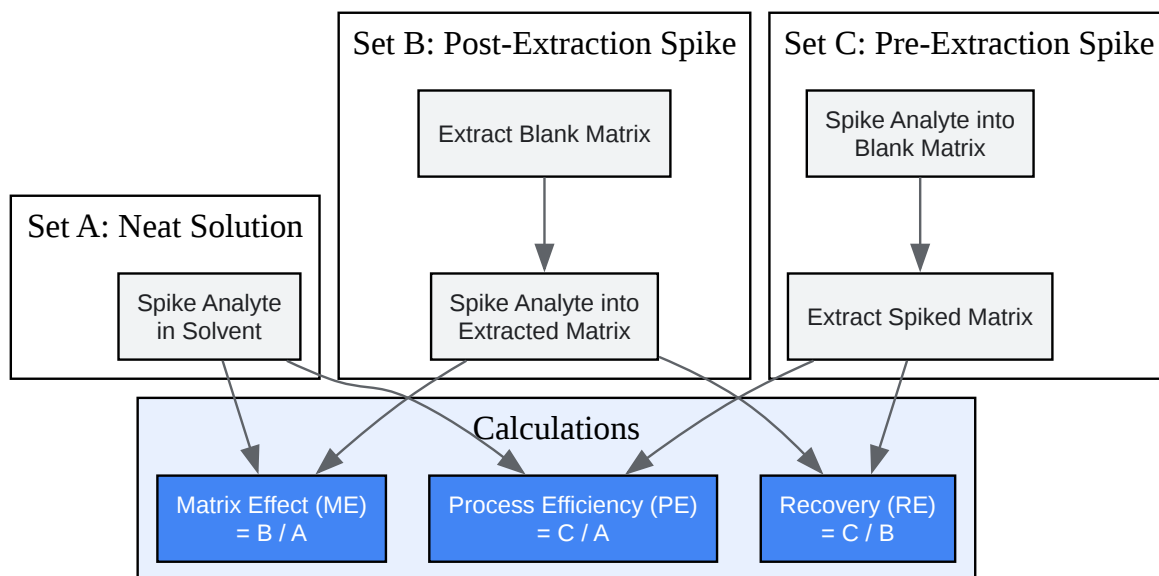 Set A: Neat Solution
Spike Analyte
in Solvent
Set B: Post-Extraction Spike
Extract Blank Matrix
Spike Analyte into
Extracted Matrix
Set C: Pre-Extraction Spike
Spike Analyte into
Blank Matrix
Extract Spiked Matrix
Calculations
Matrix Effect (ME)
= B / A
Process Efficiency (PE)
= C / A
Recovery (RE)
= C / B